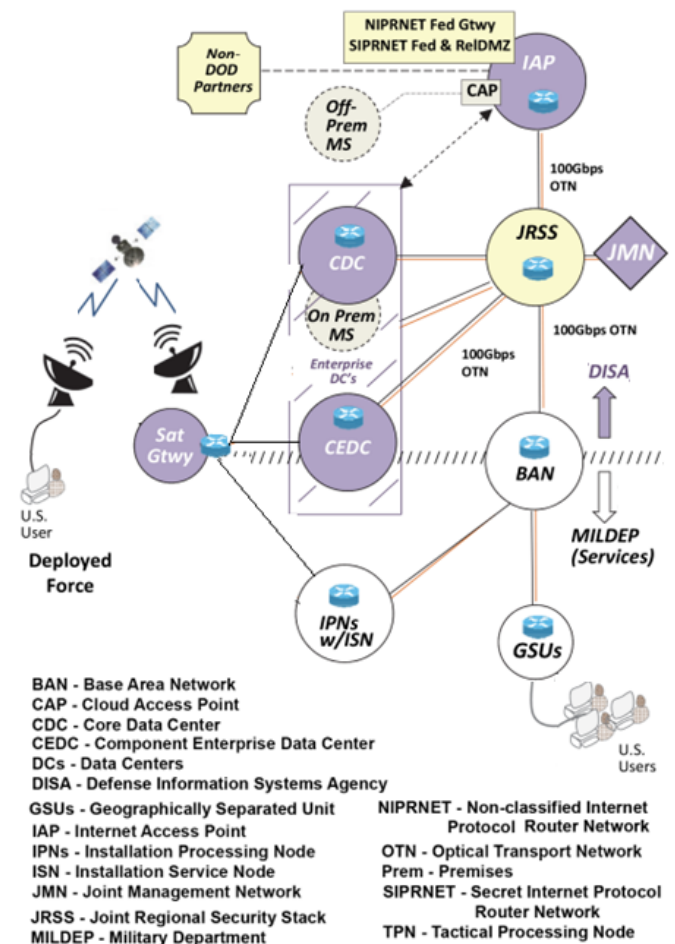 NIPRNET Fed Gtwy
SIPRNET Fed & RelDMZ
Non-
DOD
Partners
IAP
CAP
Off-
Prem
MS
100Gbps
OTN
JRSS
JMN
CDC
On Prem
MS
100Gbps OTN
100Gbps
OTN
Enterprise
DC's
DISA
Sat
Gtwy
CEDC
BAN
U.S.
User
Deployed
Force
MILDEP
(Services)
IPNs
w/ISN
GSUs
U.S.
Users
BAN - Base Area Network
CAP - Cloud Access Point
CDC - Core Data Center
CEDC - Component Enterprise Data Center
DCs - Data Centers
DISA - Defense Information Systems Agency
GSUs - Geographically Separated Unit
IAP - Internet Access Point
IPNs - Installation Processing Node
ISN - Installation Service Node
JMN - Joint Management Network
JRSS - Joint Regional Security Stack
MILDEP - Military Department
NIPRNET - Non-classified Internet
Protocol Router Network
OTN - Optical Transport Network
Prem - Premises
SIPRNET - Secret Internet Protocol
Router Network
TPN - Tactical Processing Node